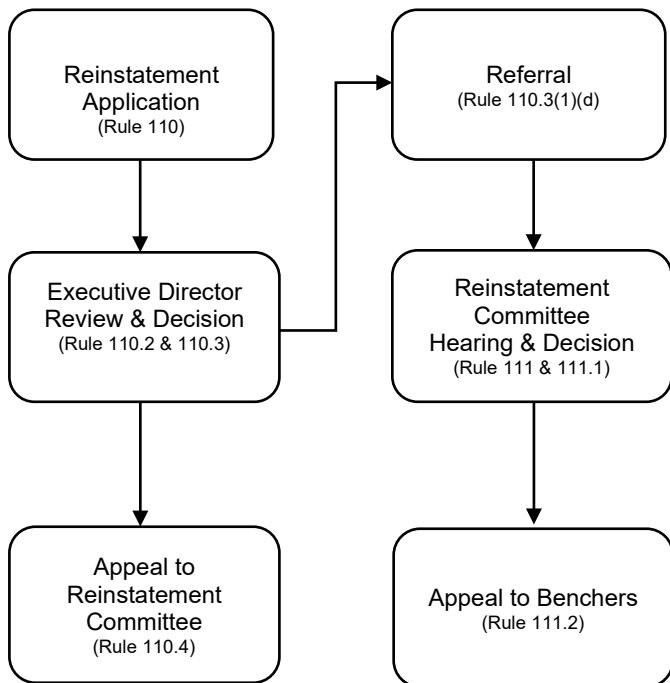 Reinstatement
Application
(Rule 110)
Executive Director
Review & Decision
(Rule 110.2 & 110.3)
Appeal to
Reinstatement
Committee
(Rule 110.4)
Referral
(Rule 110.3(1)(d)
Reinstatement
Committee
Hearing & Decision
(Rule 111 & 111.1)
Appeal to Benchers
(Rule 111.2)